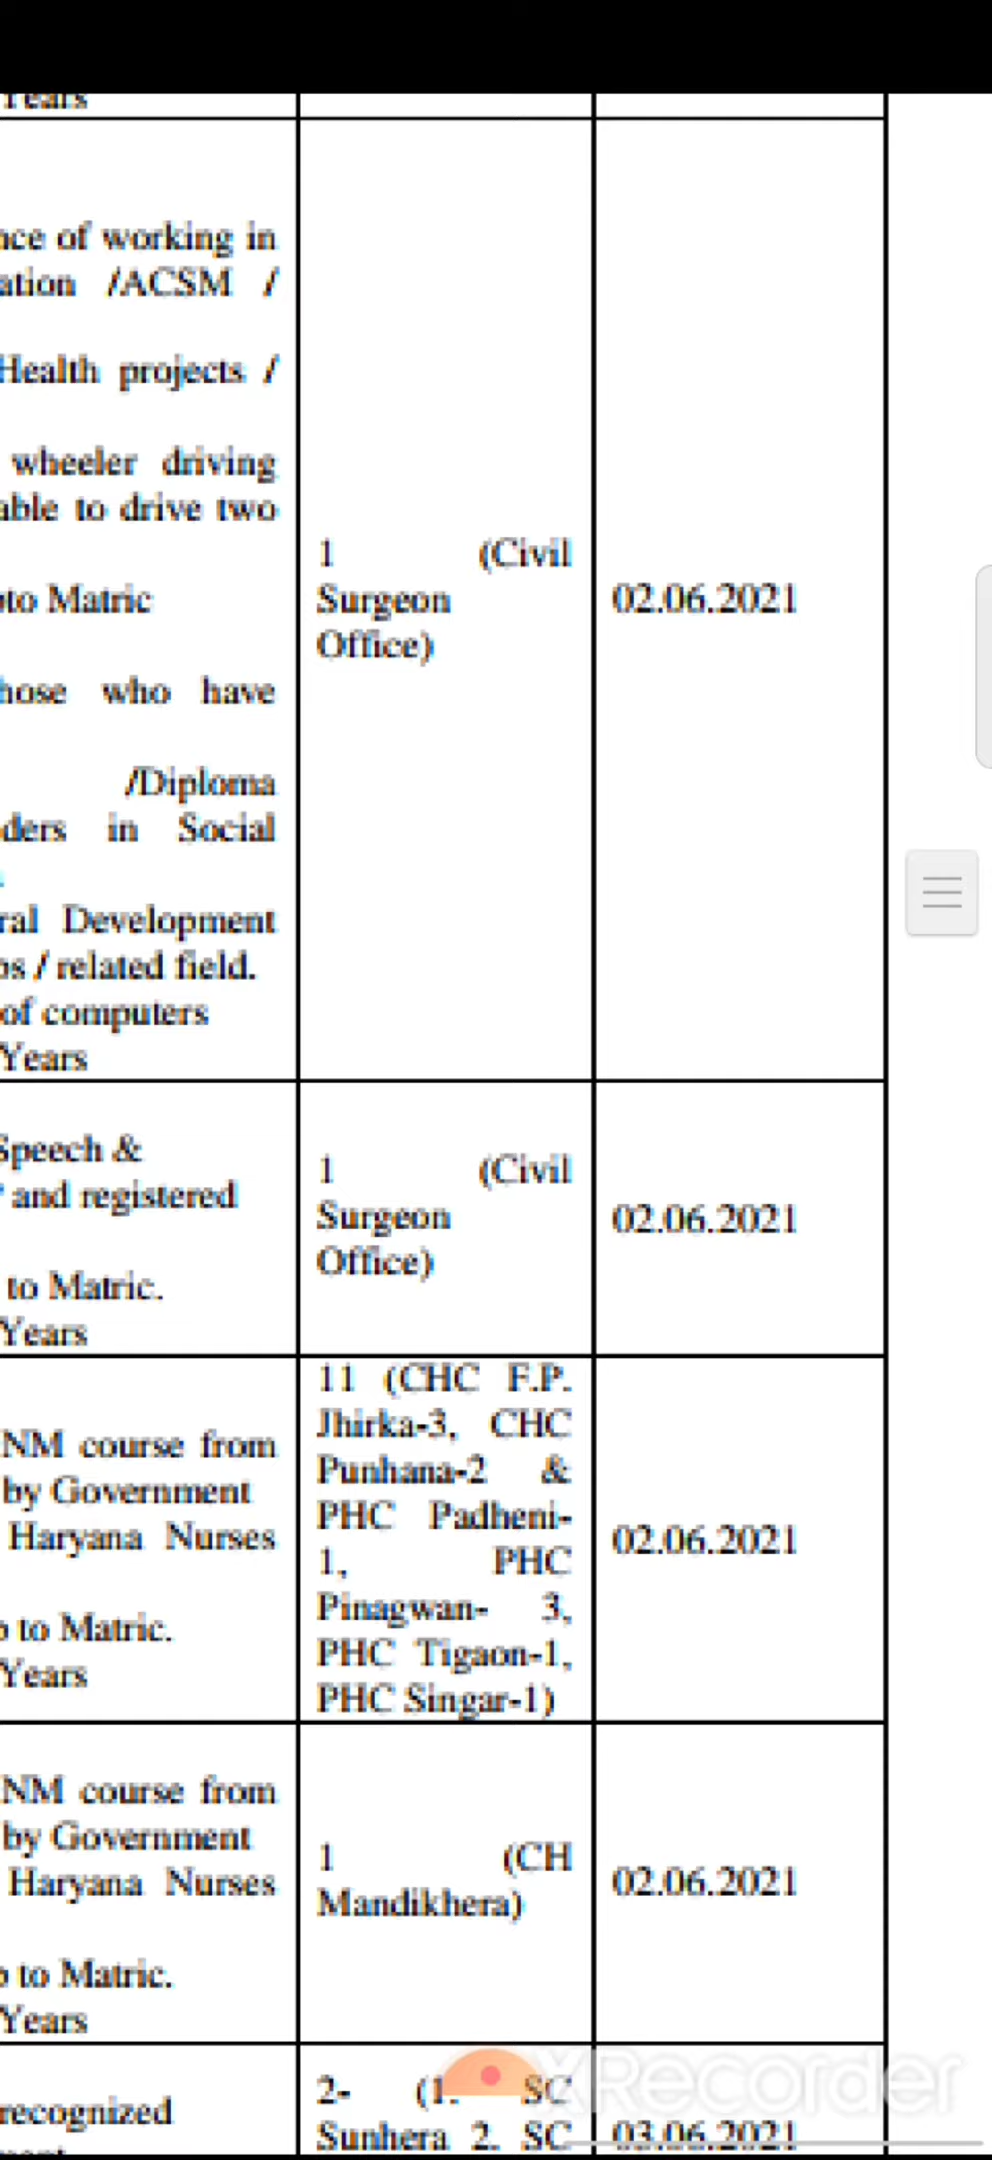 Years
nce of working in
ation /ACSM /
Health projects /
wheeler driving
able to drive two
1 (Civil
Surgeon
Office)
02.06.2021
oto Matric
hose who have
/Diploma
ders in Social
ral Development
os / related field.
of computers
Years
Speech &
and registered
1 (Civil
Surgeon
Office)
02.06.2021
to Matric.
Years
NM course from
by Government
Haryana Nurses
to Matric.
Years
11 (CHC F.P.
Jhirka-3, CHC
Punhana-2 &
PHC Padheni-
1, PHC
Pinagwan- 3,
PHC Tigaon-1,
PHC Singar-1)
02.06.2021
NM course from
by Government
Haryana Nurses
to Matric.
Years
1 (CH
Mandikhera)
02.06.2021
recognized
2- (1. SC
Sunhera 2. SC
03.06.2021
XRecorder